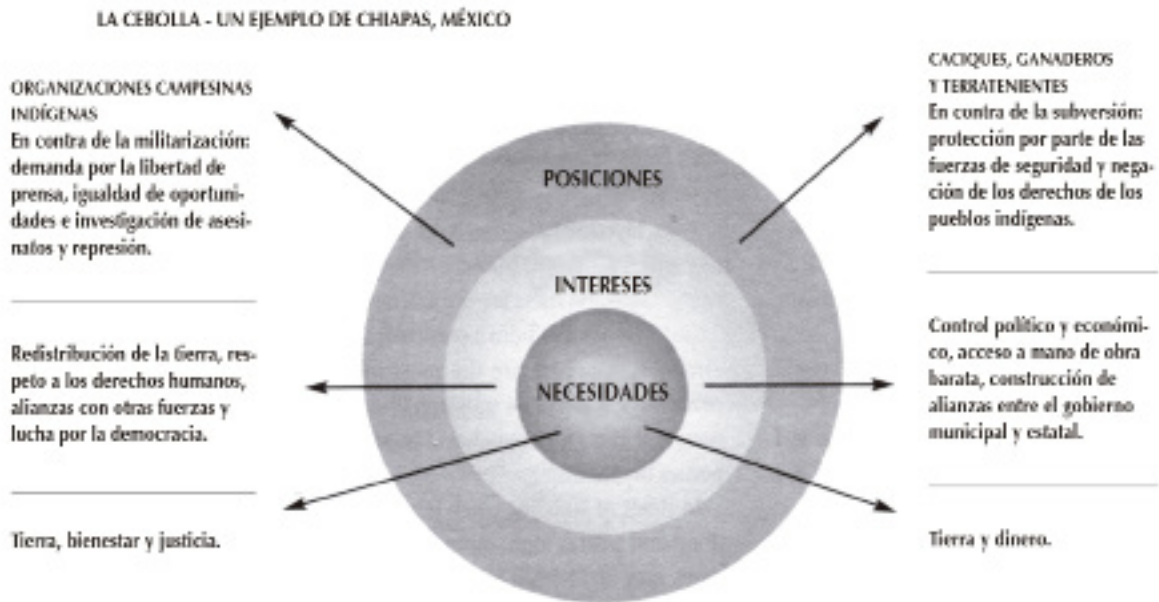 LA CEBOLLA - UN EJEMPLO DE CHIAPAS, MÉXICO
ORGANIZACIONES CAMPESINAS
INDÍGENAS
En contra de la militarización:
demanda por la libertad de
prensa, igualdad de oportuni-
dades e investigación de asesi-
natos y represión.
Redistribución de la tierra, res-
peto a los derechos humanos,
alianzas con otras fuerzas y
lucha por la democracia.
Tierra, bienestar y justicia.
POSICIONES
INTERESES
NECESIDADES
CACIQUES, GANADEROS
Y TERRATENIENTES
En contra de la subversión:
protección por parte de las
fuerzas de seguridad y nega-
ción de los derechos de los
pueblos indígenas.
Control político y económi-
co, acceso a mano de obra
barata, construcción de
alianzas entre el gobierno
municipal y estatal.
Tierra y dinero.